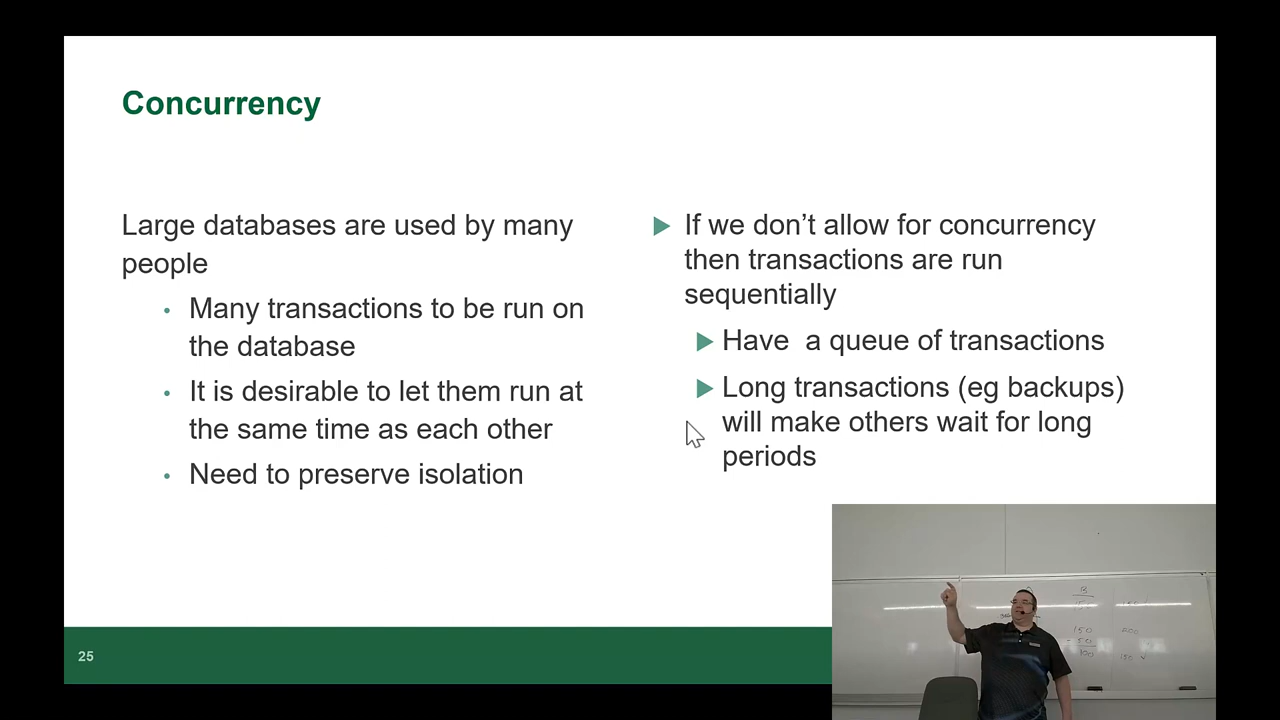 Concurrency
Large databases are used by many
people
• Many transactions to be run on
the database
• It is desirable to let them run at
the same time as each other
• Need to preserve isolation
If we don’t allow for concurrency
then transactions are run
sequentially
Have a queue of transactions
Long transactions (eg backups)
will make others wait for long
periods
25
B
150
- 50
100